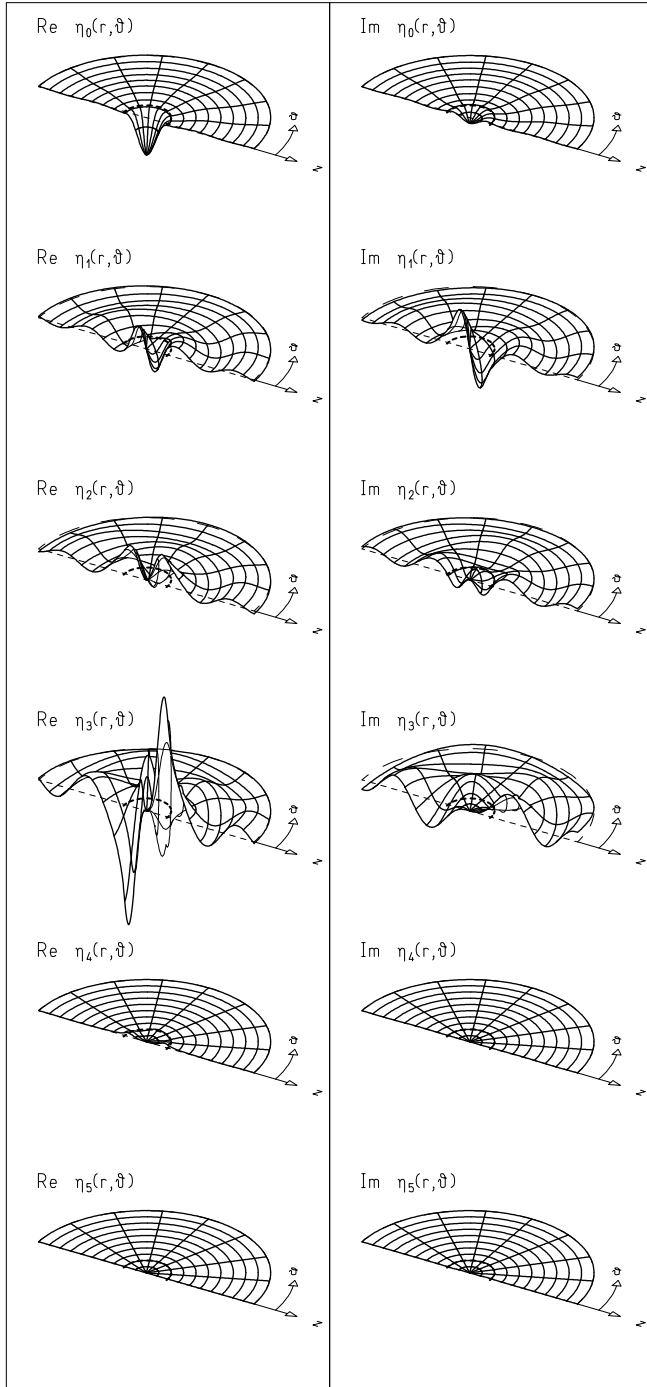 Re η₀(r,ϑ)
Im η₀(r,ϑ)
ϑ
z
ϑ
z
Re η₁(r,ϑ)
Im η₁(r,ϑ)
ϑ
z
ϑ
z
Re η₂(r,ϑ)
Im η₂(r,ϑ)
ϑ
z
ϑ
z
Re η₃(r,ϑ)
Im η₃(r,ϑ)
ϑ
z
ϑ
z
Re η₄(r,ϑ)
Im η₄(r,ϑ)
ϑ
z
ϑ
z
Re η₅(r,ϑ)
Im η₅(r,ϑ)
ϑ
z
ϑ
z